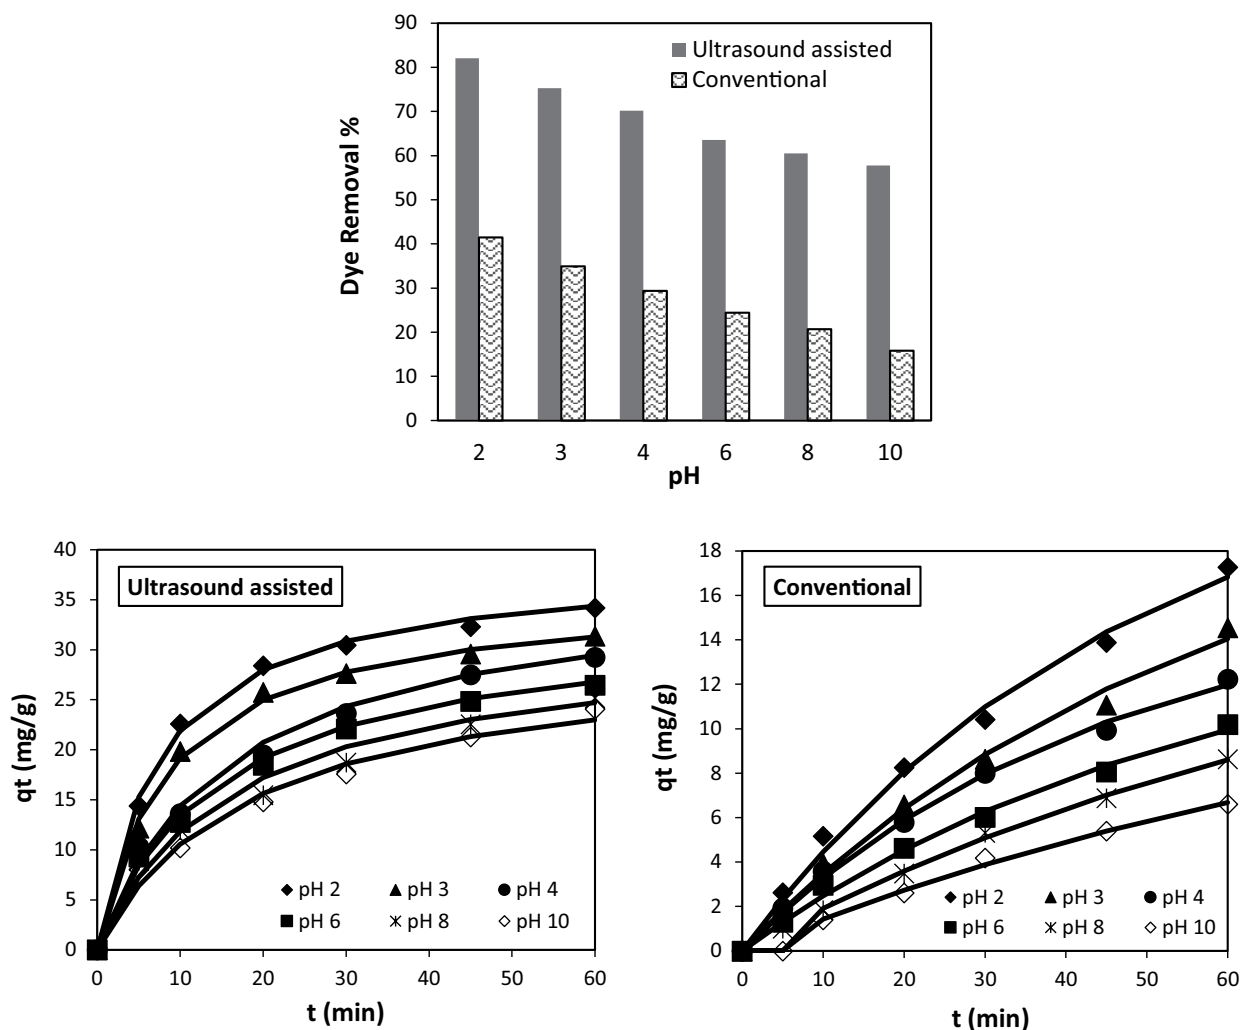 90
80
70
60
50
40
30
20
10
0
Dye Removal %
Ultrasound assisted
Conventional
2 3 4 6 8 10
pH
40
35
30
25
20
15
10
5
0
qt (mg/g)
Ultrasound assisted
pH 2 pH 3 pH 4
pH 6 pH 8 pH 10
0 10 20 30 40 50 60
t (min)
18
16
14
12
10
8
6
4
2
0
qt (mg/g)
Conventional
pH 2 pH 3 pH 4
pH 6 pH 8 pH 10
0 10 20 30 40 50 60
t (min)